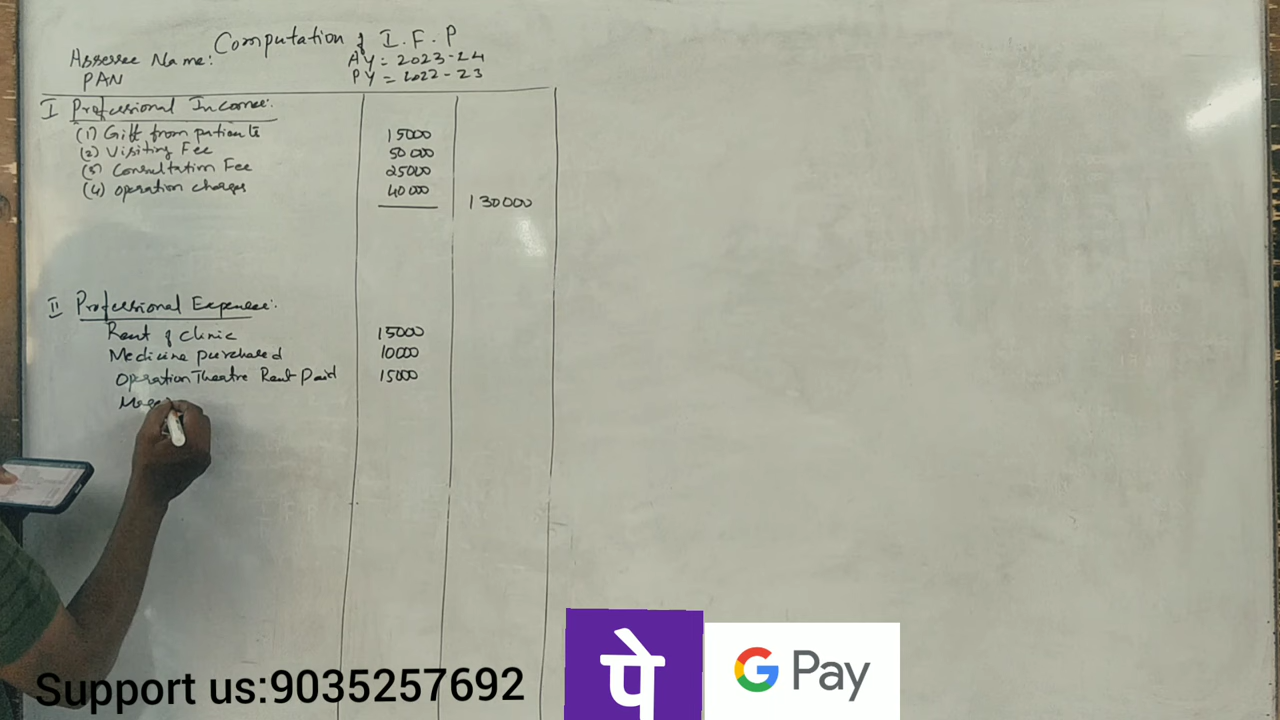 Computation of I.F.P
Assessee Name: AY = 2023-24
PAN PY = 2022-23
I Professional Income:
(1) Gift from patients 15000
(2) Visiting Fee 50000
(3) Consultation Fee 25000
(4) operation charges 40000
130000
II Professional Expenses:
Rent of clinic 15000
Medicine purchased 10000
Operation Theatre Rent Paid 15000
Support us:9035257692
पे
G Pay